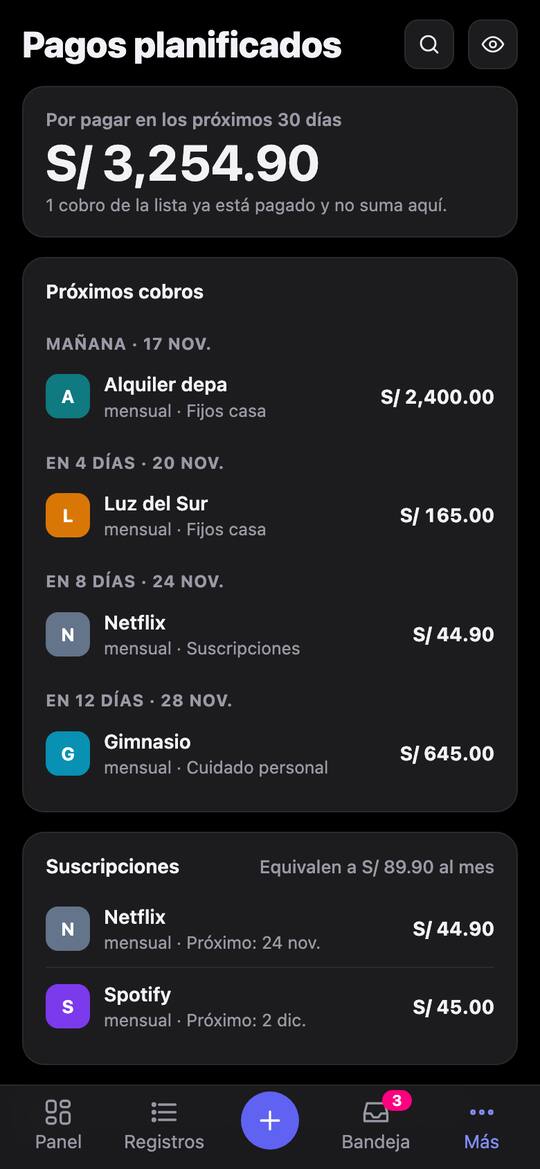 Pagos planificados
Por pagar en los próximos 30 días
S/ 3,254.90
1 cobro de la lista ya está pagado y no suma aquí.
Próximos cobros
MAÑANA · 17 NOV.
A
Alquiler depa
S/ 2,400.00
mensual · Fijos casa
EN 4 DÍAS · 20 NOV.
L
Luz del Sur
S/ 165.00
mensual · Fijos casa
EN 8 DÍAS · 24 NOV.
N
Netflix
S/ 44.90
mensual · Suscripciones
EN 12 DÍAS · 28 NOV.
G
Gimnasio
S/ 645.00
mensual · Cuidado personal
Suscripciones
Equivalen a S/ 89.90 al mes
N
Netflix
S/ 44.90
mensual · Próximo: 24 nov.
S
Spotify
S/ 45.00
mensual · Próximo: 2 dic.
3
Panel
Registros
Bandeja
Más